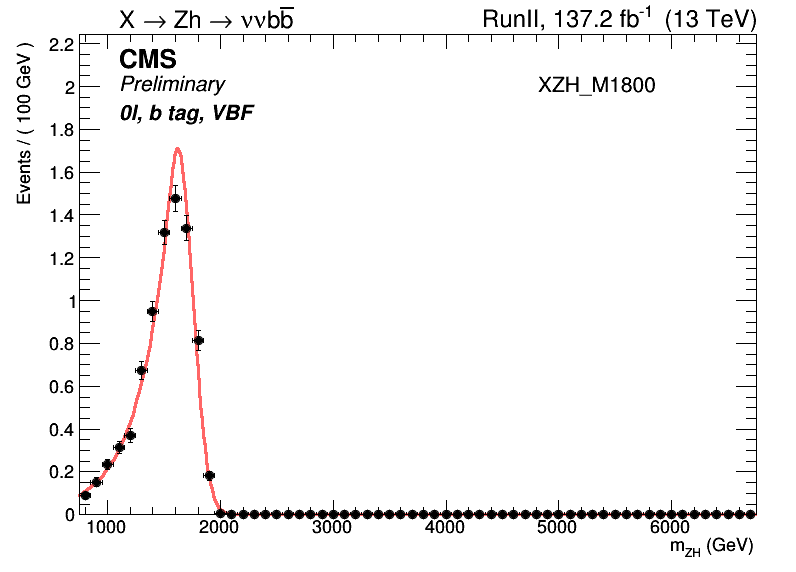 X → Zh → ννbb̅
RunII, 137.2 fb⁻¹ (13 TeV)
CMS
Preliminary
0l, b tag, VBF
XZH_M1800
Events / ( 100 GeV )
2.2
2
1.8
1.6
1.4
1.2
1
0.8
0.6
0.4
0.2
0
1000 2000 3000 4000 5000 6000
m_ZH (GeV)